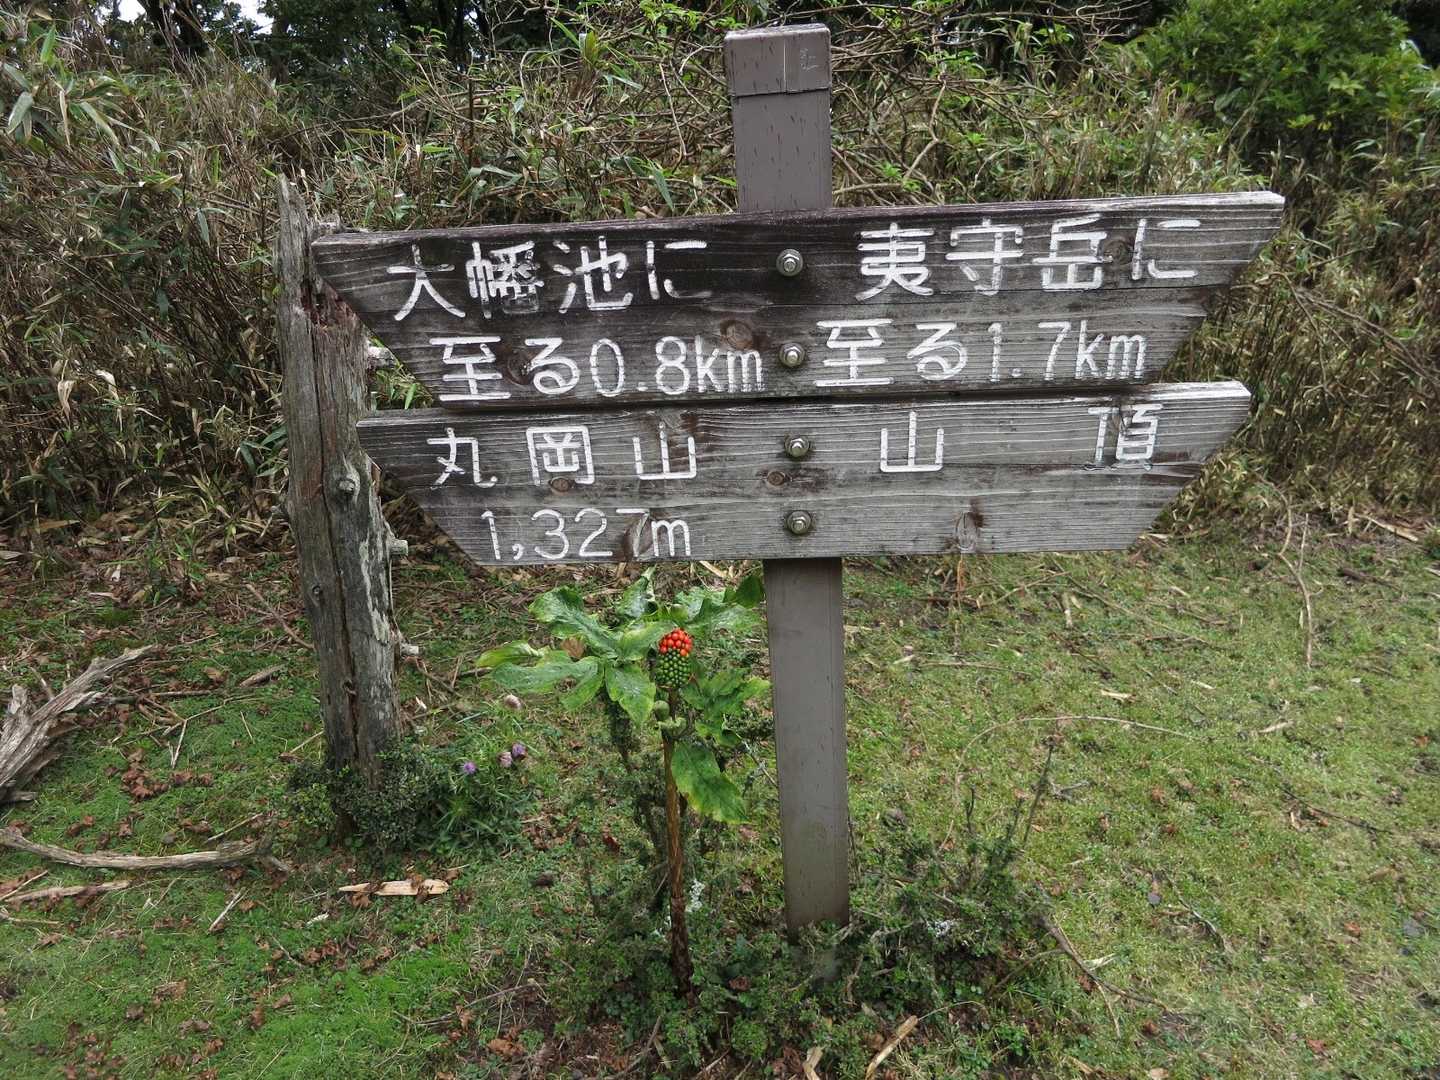 大幡池に 夷守岳に
至る0.8km 至る1.7km
丸岡山 山頂
1,327m